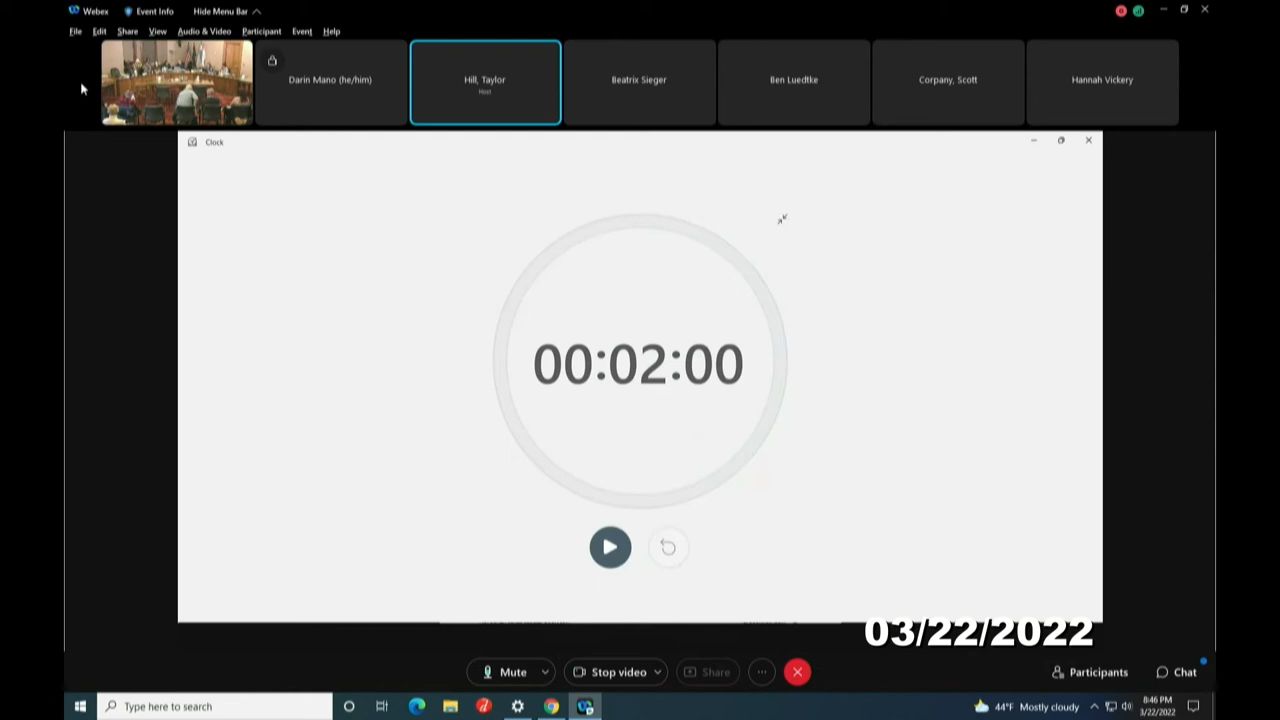 Webex Event Info Hide Menu Bar
File Edit Share View Audio & Video Participant Event Help
Darin Mano (he/him)
Hill, Taylor
Host
Beatrix Sieger
Ben Luedtke
Corpany, Scott
Hannah Vickery
Clock
00:02:00
03/22/2022
Mute
Stop video
Share
Participants
Chat
Type here to search
44°F Mostly cloudy
8:46 PM
3/22/2022